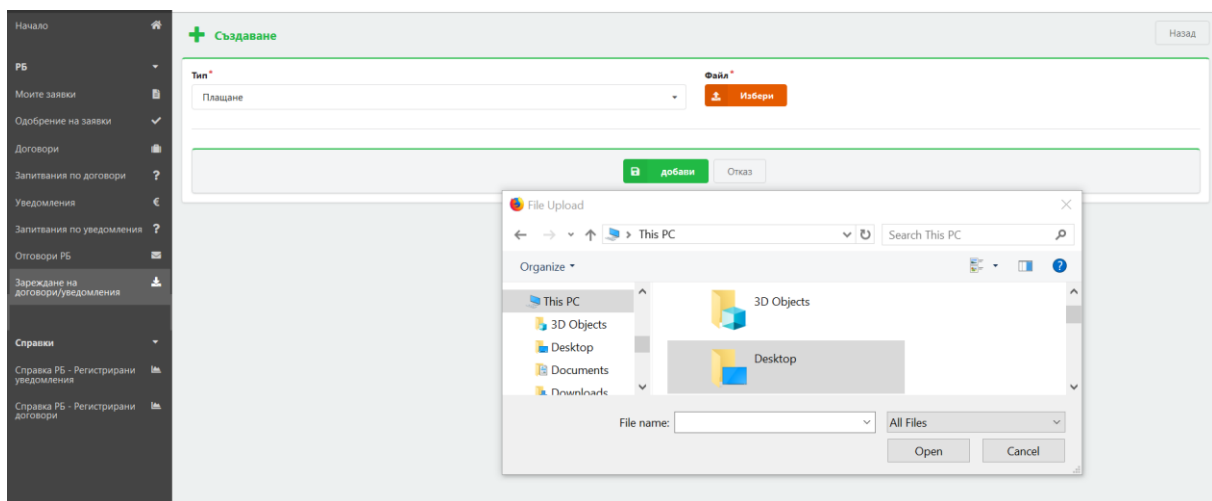 Начало
РБ
Моите заявки
Одобрение на заявки
Договори
Запитвания по договори
Уведомления
Запитвания по уведомления
Отговори РБ
Зареждане на
договори/уведомления
Справки
Справка РБ - Регистрирани
уведомления
Справка РБ - Регистрирани
договори
Създаване
Назад
Тип*
Файл*
Плащане
Избери
добави
Отказ
File Upload
This PC
Search This PC
Organize
This PC
3D Objects
Desktop
Documents
Downloads
3D Objects
Desktop
File name:
All Files
Open
Cancel